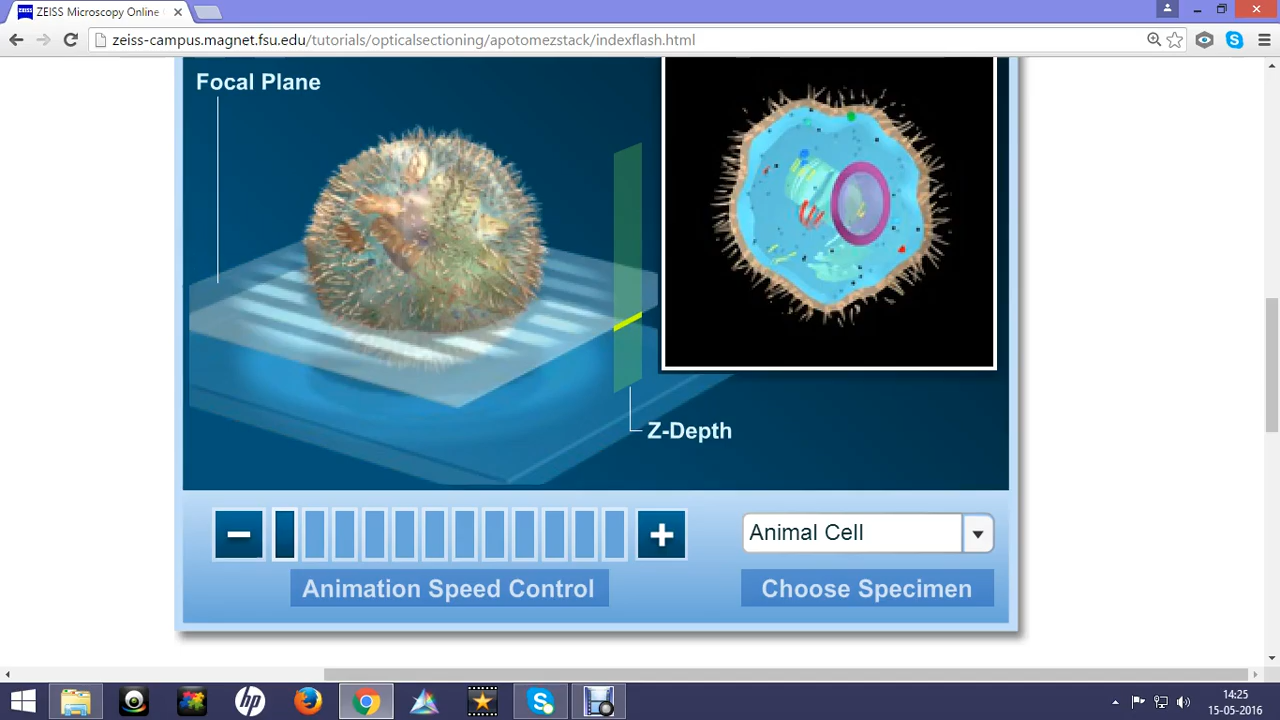 ZEISS Microscopy Online
zeiss-campus.magnet.fsu.edu/tutorials/opticalsectioning/apotomezstack/indexflash.html
Focal Plane
Z-Depth
Animal Cell
Animation Speed Control
Choose Specimen
14:25
15-05-2016